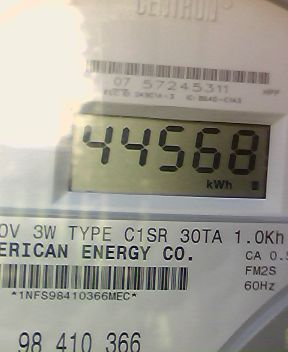 CENTRON
07 57245311
44568
kWh
0V 3W TYPE C1SR 30TA 1.0Kh
ERICAN ENERGY CO.
CA 0.5
FM2S
*1NFS98410366MEC*
60Hz
98 410 366